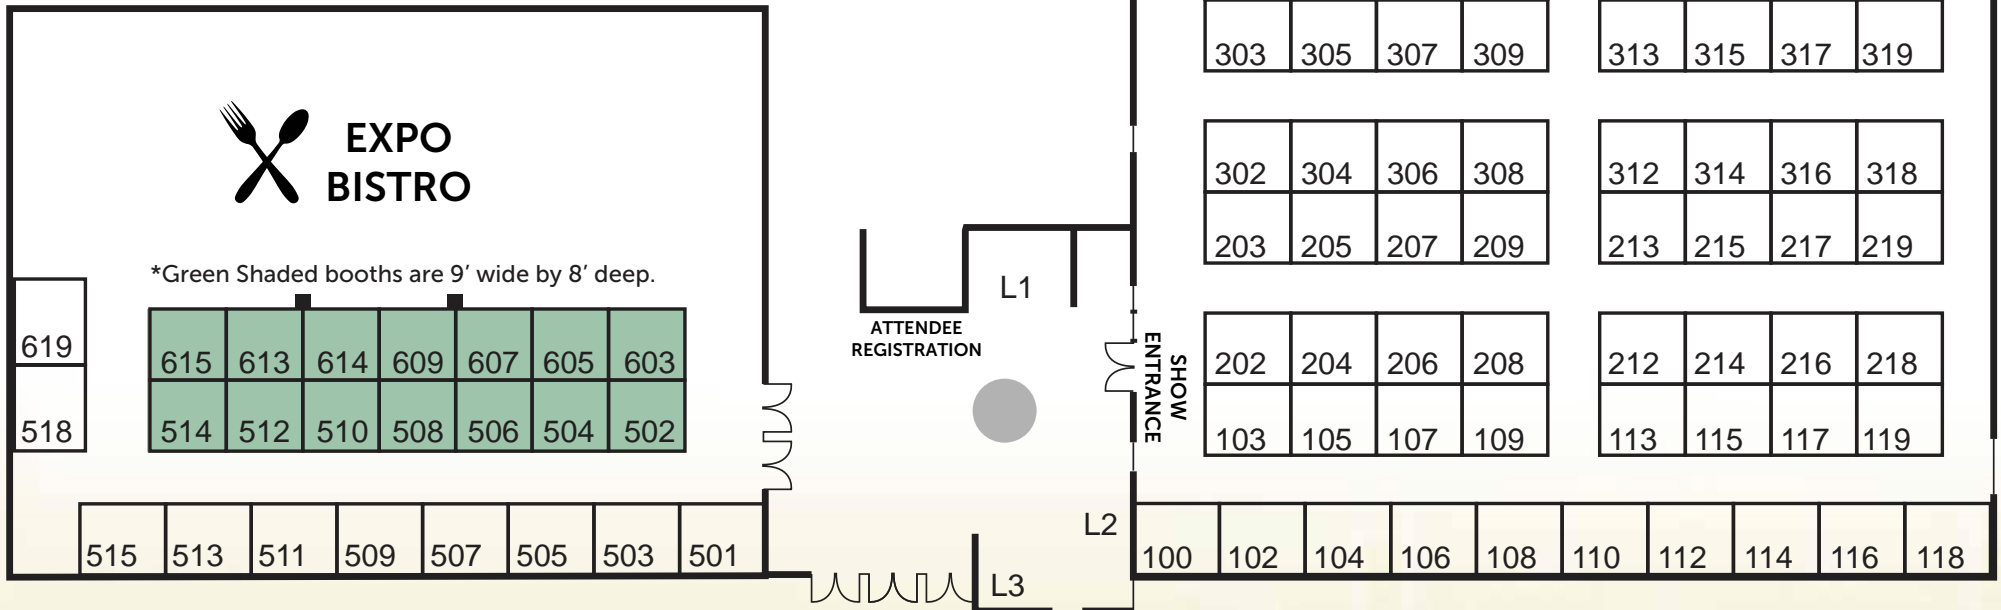 EXPO
BISTRO
*Green Shaded booths are 9’ wide by 8’ deep.
619
518
615 613 614 609 607 605 603
514 512 510 508 506 504 502
515 513 511 509 507 505 503 501
L1
ATTENDEE
REGISTRATION
SHOW
ENTRANCE
L2
L3
303 305 307 309 313 315 317 319
302 304 306 308 312 314 316 318
203 205 207 209 213 215 217 219
202 204 206 208 212 214 216 218
103 105 107 109 113 115 117 119
100 102 104 106 108 110 112 114 116 118